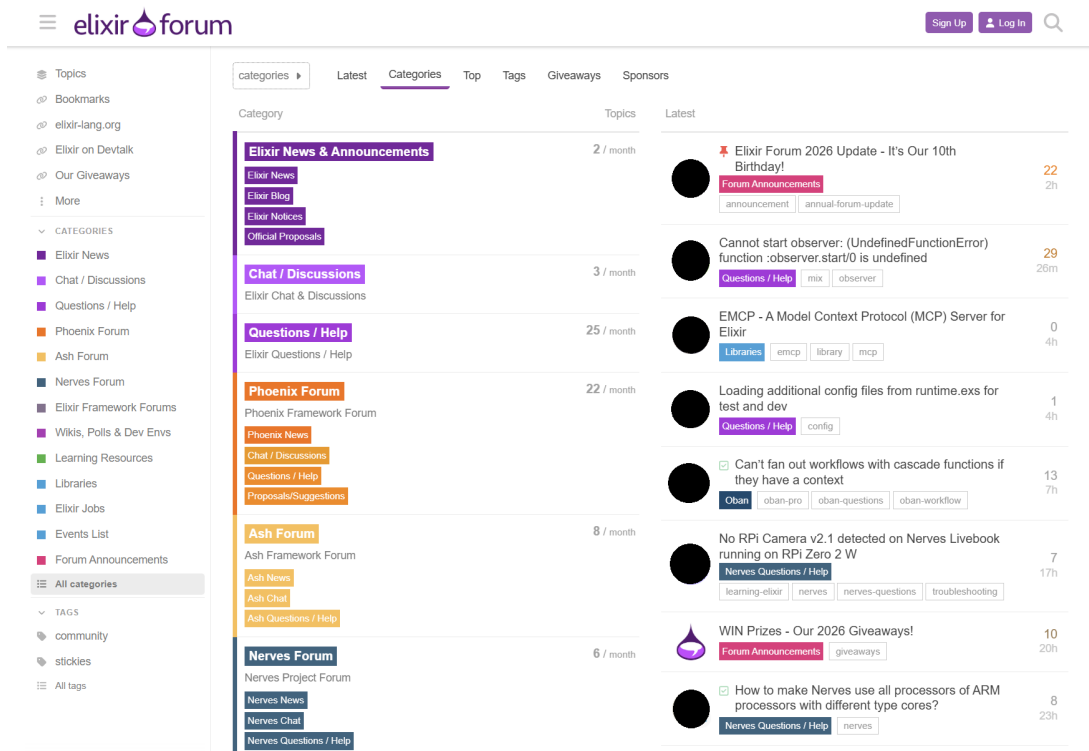 elixir forum
Sign Up
Log In
Topics
Bookmarks
elixir-lang.org
Elixir on Devtalk
Our Giveaways
More
CATEGORIES
Elixir News
Chat / Discussions
Questions / Help
Phoenix Forum
Ash Forum
Nerves Forum
Elixir Framework Forums
Wikis, Polls & Dev Envs
Learning Resources
Libraries
Elixir Jobs
Events List
Forum Announcements
All categories
TAGS
community
stickies
All tags
categories
Latest
Categories
Top
Tags
Giveaways
Sponsors
Category Topics
Elixir News & Announcements 2 / month
Elixir News
Elixir Blog
Elixir Notices
Official Proposals
Chat / Discussions 3 / month
Elixir Chat & Discussions
Questions / Help 25 / month
Elixir Questions / Help
Phoenix Forum 22 / month
Phoenix Framework Forum
Phoenix News
Chat / Discussions
Questions / Help
Proposals/Suggestions
Ash Forum 8 / month
Ash Framework Forum
Ash News
Ash Chat
Ash Questions / Help
Nerves Forum 6 / month
Nerves Project Forum
Nerves News
Nerves Chat
Nerves Questions / Help
Latest
Elixir Forum 2026 Update - It's Our 10th
Birthday!
Forum Announcements
announcement annual-forum-update
22
2h
Cannot start observer: (UndefinedFunctionError)
function :observer.start/0 is undefined
Questions / Help mix observer
29
26m
EMCP - A Model Context Protocol (MCP) Server for
Elixir
Libraries emcp library mcp
0
4h
Loading additional config files from runtime.exs for
test and dev
Questions / Help config
1
4h
Can't fan out workflows with cascade functions if
they have a context
Oban oban-pro oban-questions oban-workflow
13
7h
No RPi Camera v2.1 detected on Nerves Livebook
running on RPi Zero 2 W
Nerves Questions / Help
learning-elixir nerves nerves-questions troubleshooting
7
17h
WIN Prizes - Our 2026 Giveaways!
Forum Announcements giveaways
10
20h
How to make Nerves use all processors of ARM
processors with different type cores?
Nerves Questions / Help nerves
8
23h